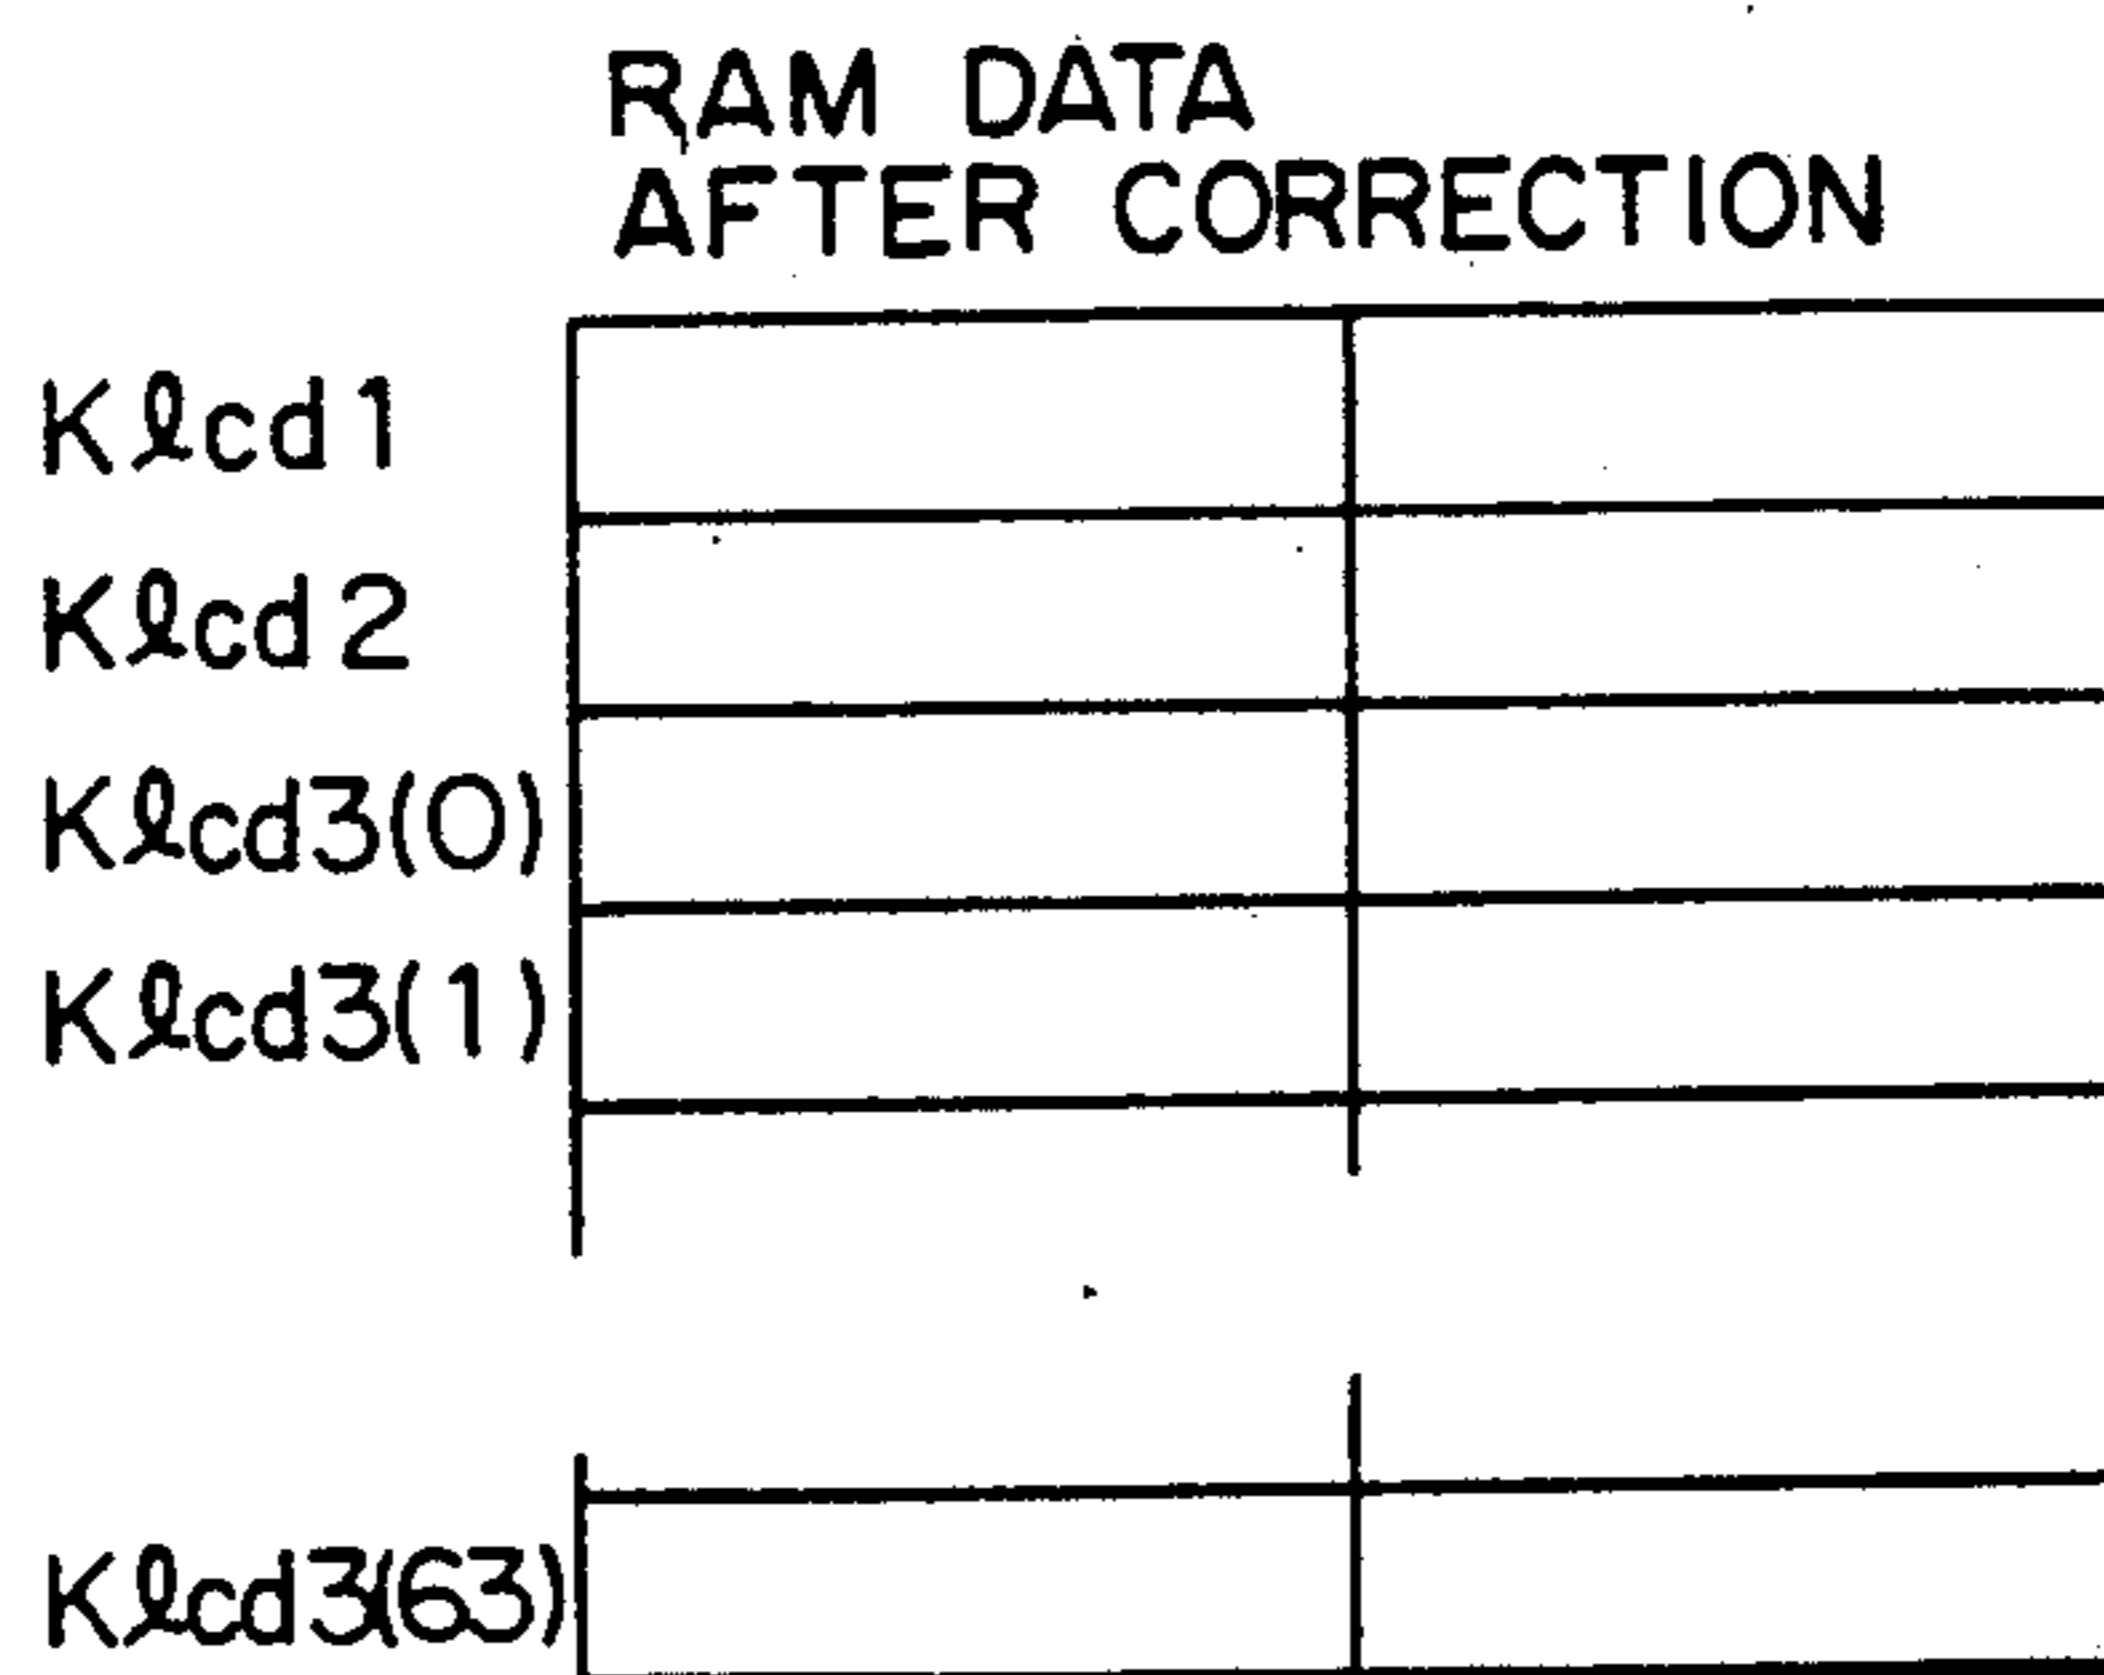 RAM DATA
AFTER CORRECTION
Kℓcd1
Kℓcd2
Kℓcd3(0)
Kℓcd3(1)
Kℓcd3(63)